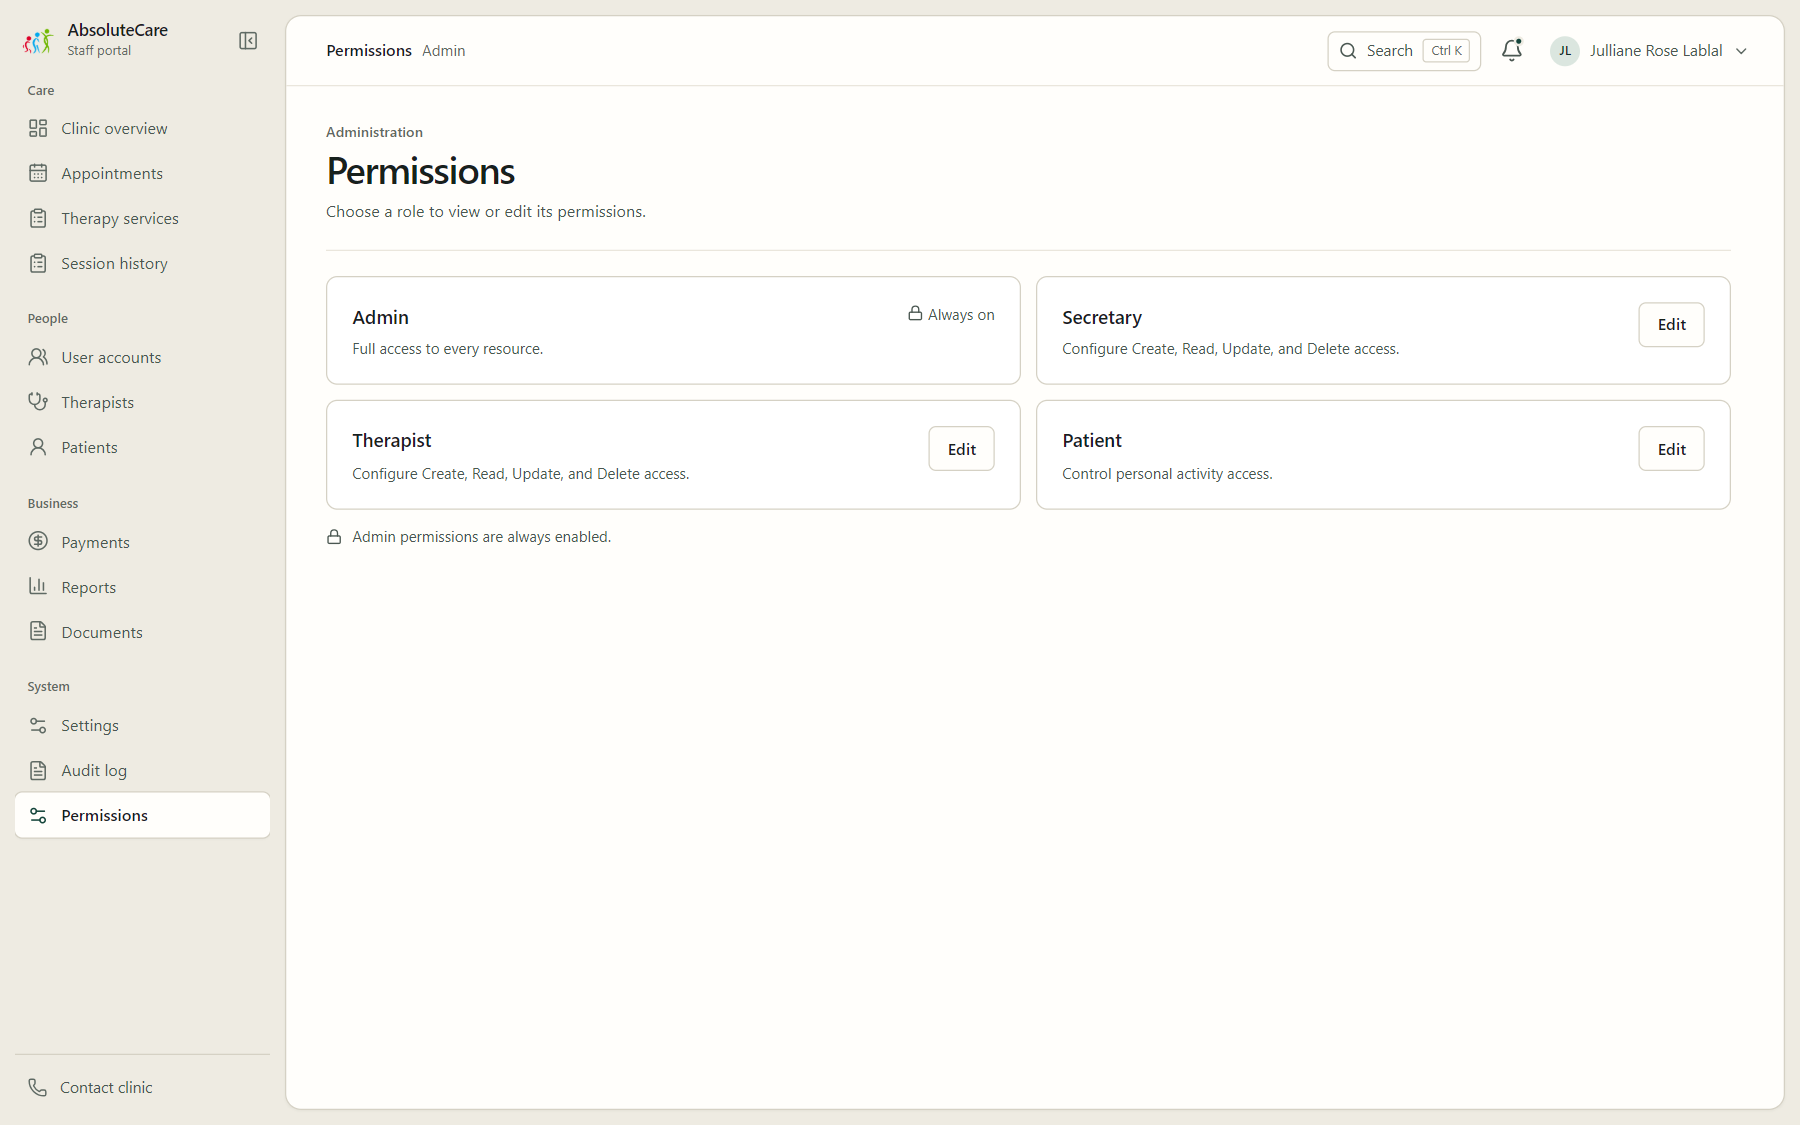 AbsoluteCare
Staff portal
Care
Clinic overview
Appointments
Therapy services
Session history
People
User accounts
Therapists
Patients
Business
Payments
Reports
Documents
System
Settings
Audit log
Permissions
Contact clinic
Permissions Admin
Search Ctrl K
JL Julliane Rose Lablal
Administration
Permissions
Choose a role to view or edit its permissions.
Admin
Always on
Full access to every resource.
Secretary
Edit
Configure Create, Read, Update, and Delete access.
Therapist
Edit
Configure Create, Read, Update, and Delete access.
Patient
Edit
Control personal activity access.
Admin permissions are always enabled.